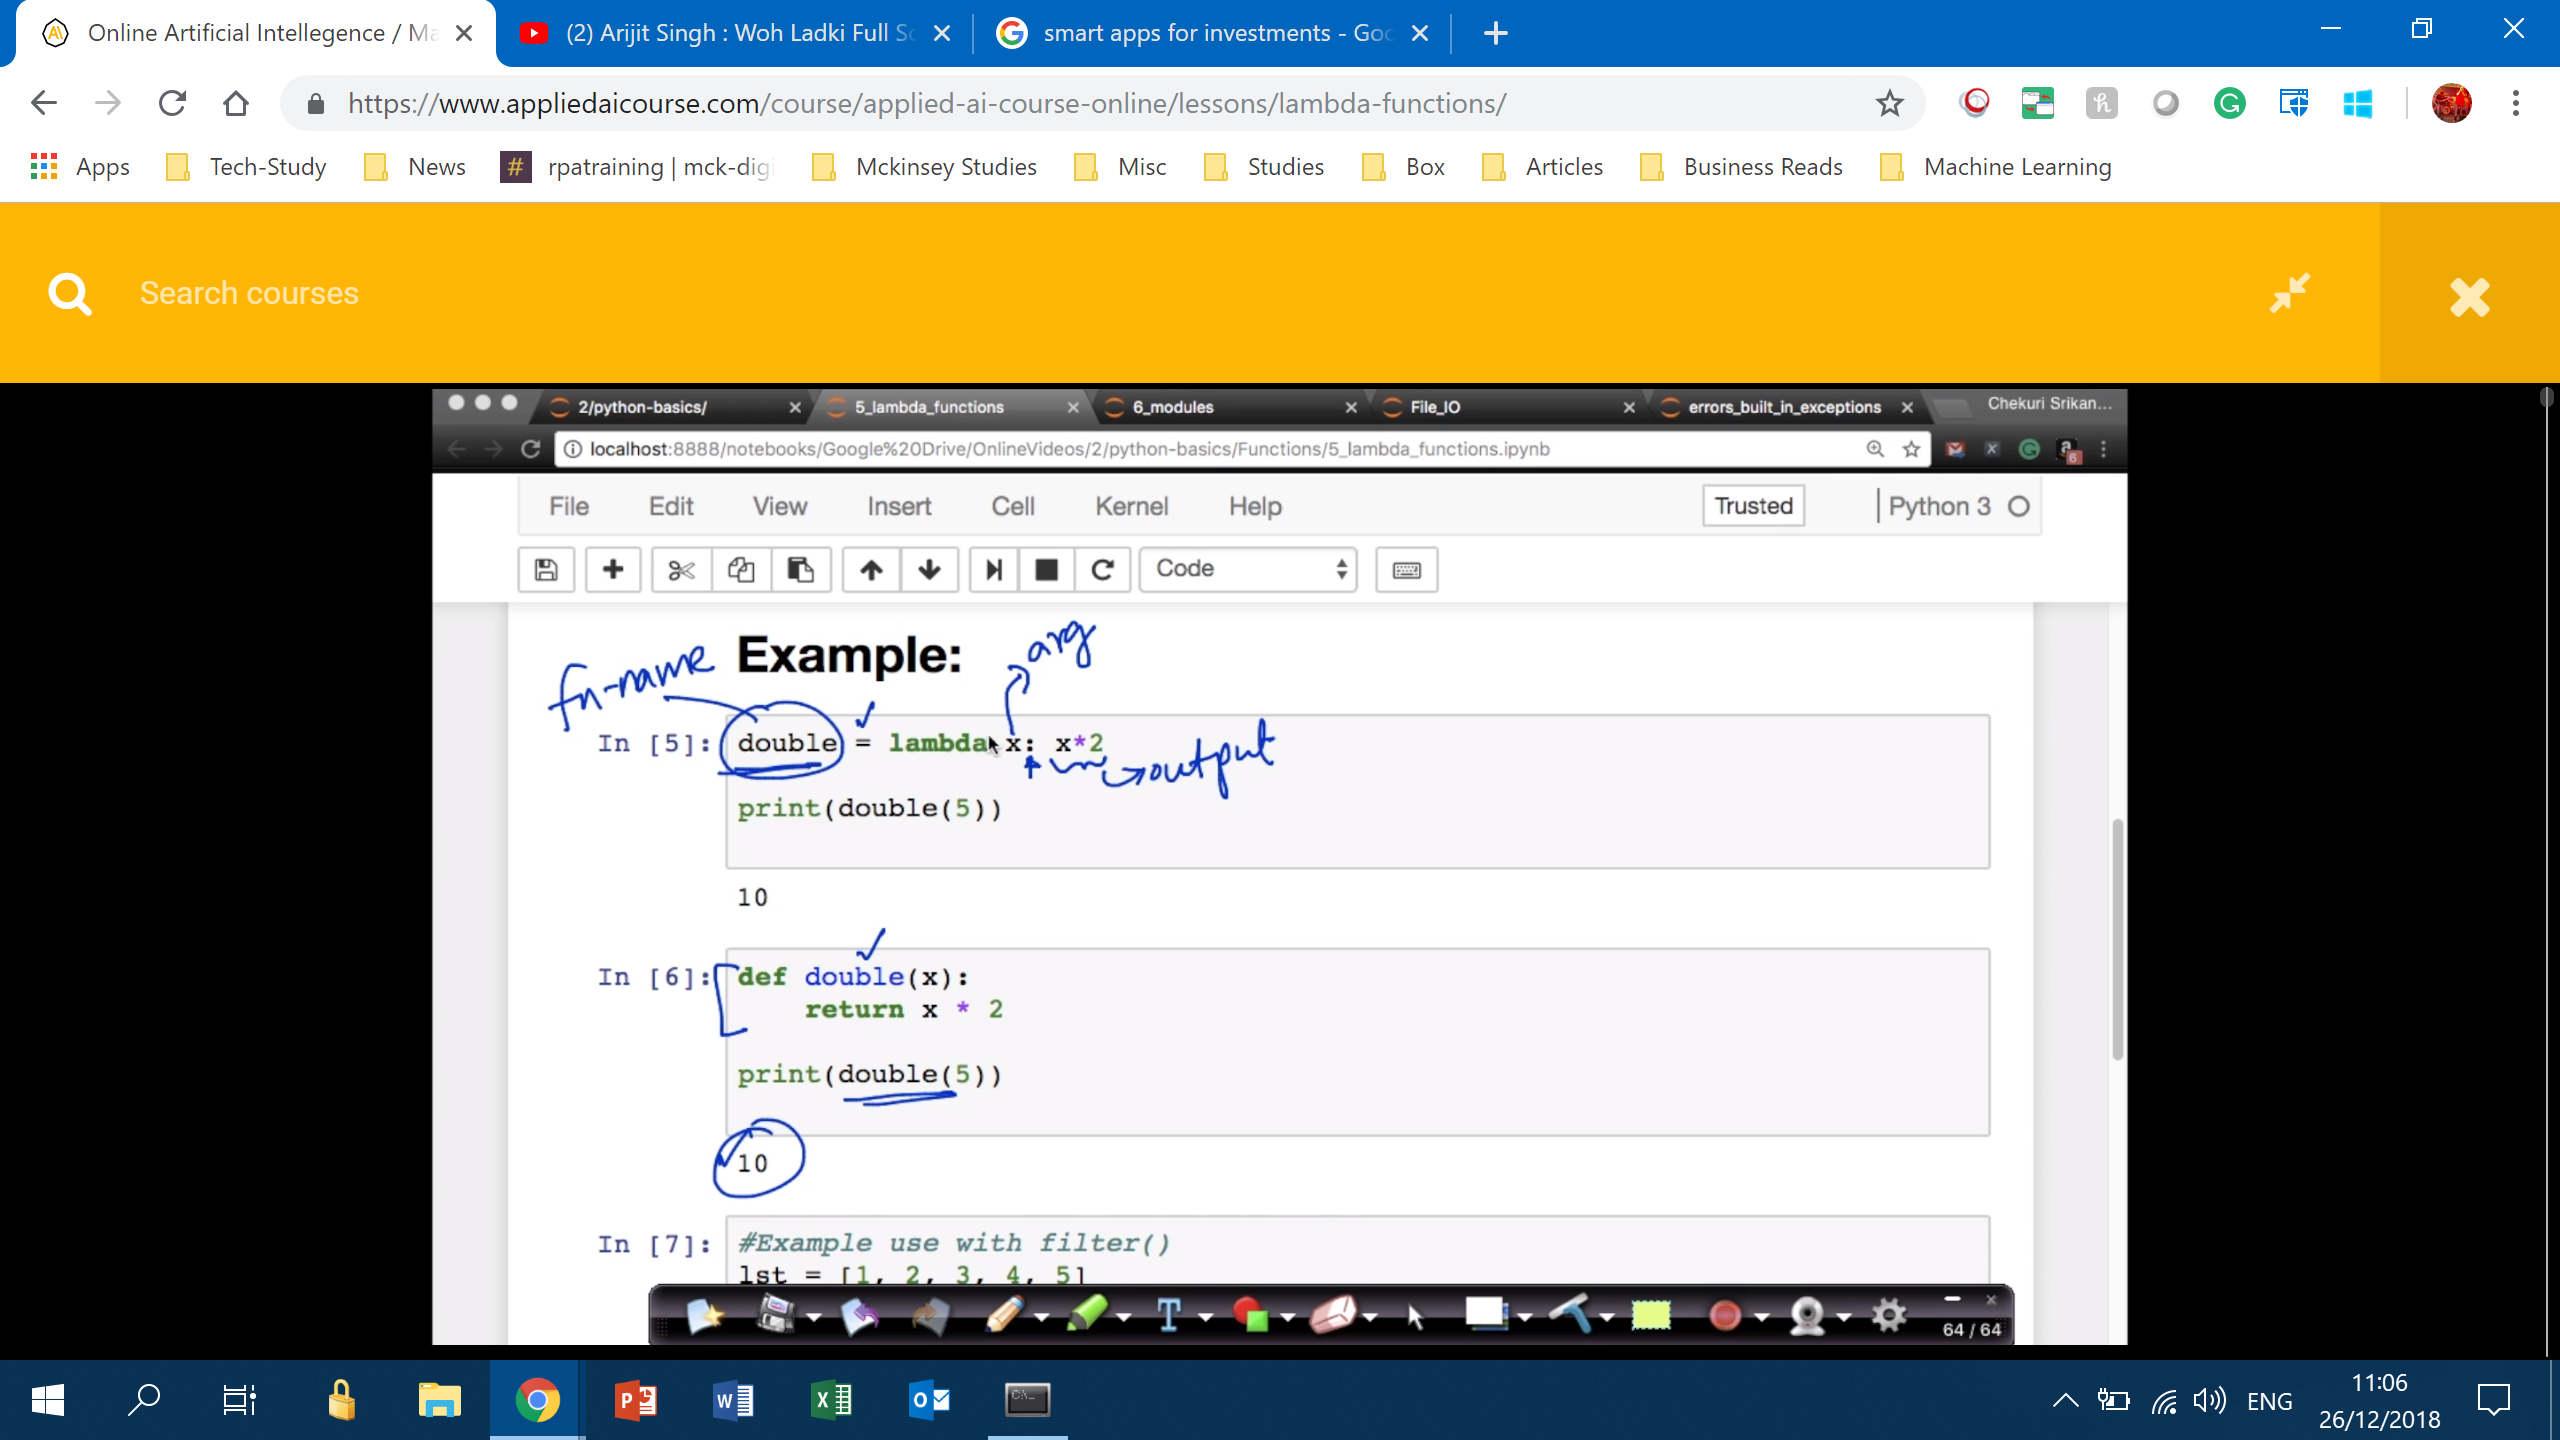 Online Artificial Intellegence / Ma
(2) Arijit Singh : Woh Ladki Full So
smart apps for investments - Goo
https://www.appliedaicourse.com/course/applied-ai-course-online/lessons/lambda-functions/
Apps Tech-Study News rpatraining | mck-digi Mckinsey Studies Misc Studies Box Articles Business Reads Machine Learning
Search courses
2/python-basics/ 5_lambda_functions 6_modules File_IO errors_built_in_exceptions Chekuri Srikan...
localhost:8888/notebooks/Google%20Drive/OnlineVideos/2/python-basics/Functions/5_lambda_functions.ipynb
File Edit View Insert Cell Kernel Help Trusted Python 3
Code
fn-name Example: arg
In [5]: double = lambda x: x*2
output
print(double(5))
10
In [6]: def double(x):
return x * 2
print(double(5))
10
In [7]: #Example use with filter()
lst = [1, 2, 3, 4, 5]
64 / 64
ENG
11:06
26/12/2018